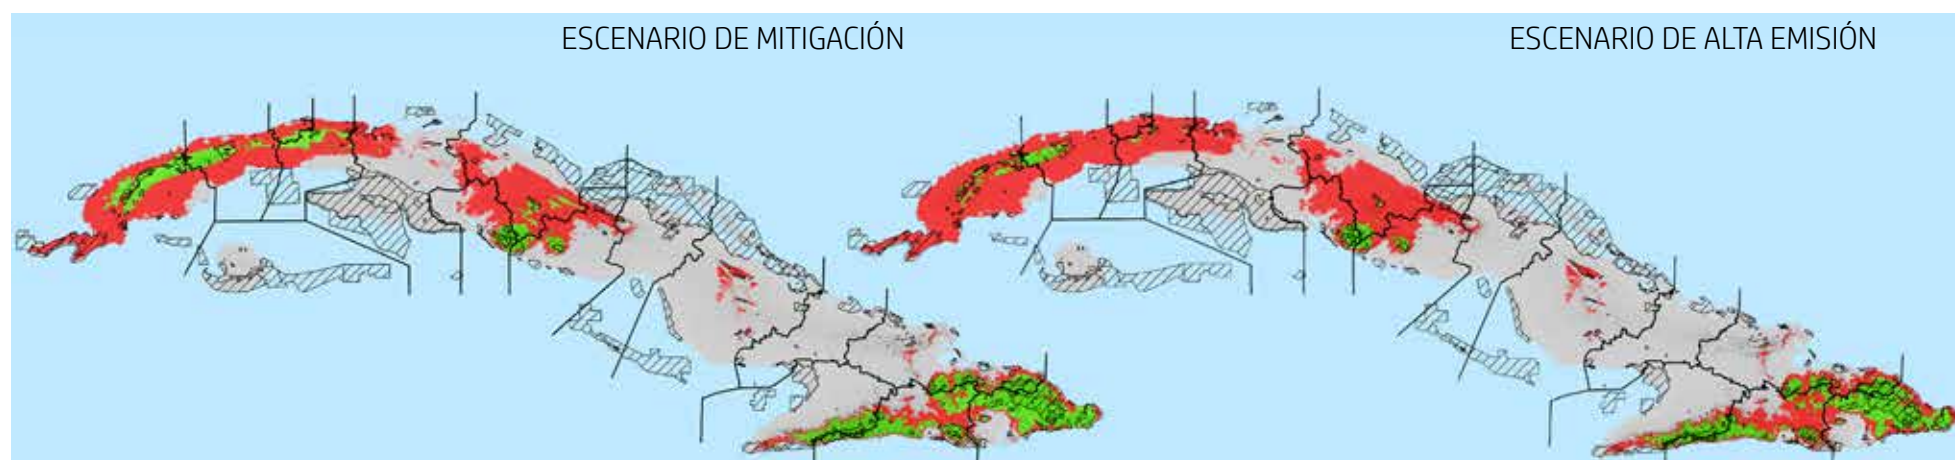 ESCENARIO DE MITIGACIÓN
ESCENARIO DE ALTA EMISIÓN